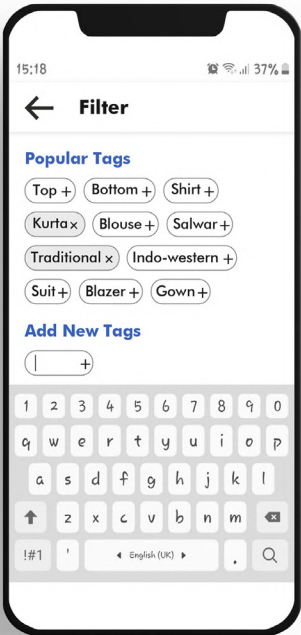 15:18 37%
← Filter
Popular Tags
Top + Bottom + Shirt +
Kurta x Blouse + Salwar +
Traditional x Indo-western +
Suit + Blazer + Gown +
Add New Tags
+
1 2 3 4 5 6 7 8 9 0
q w e r t y u i o p
a s d f g h j k l
z x c v b n m
!#1 ' English (UK) .